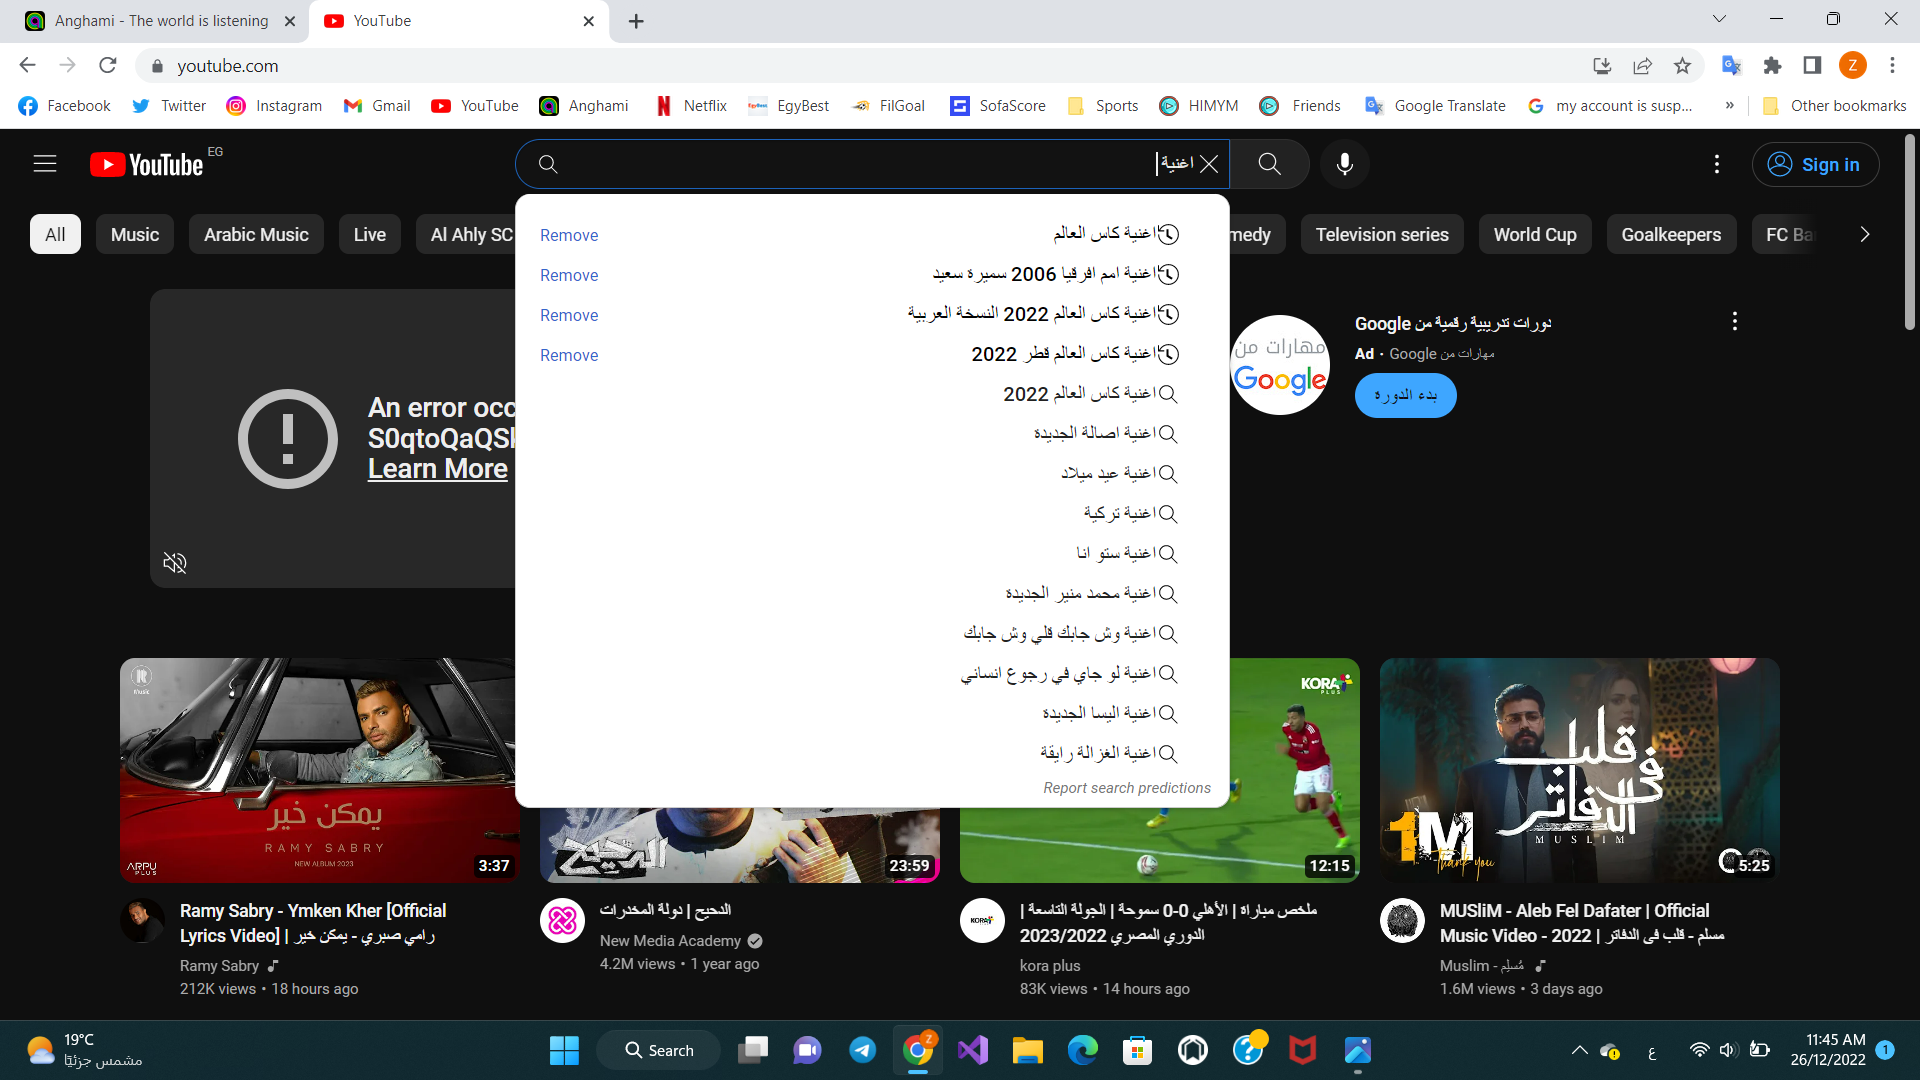 Anghami - The world is listening
YouTube
youtube.com
Z
Facebook
Twitter
Instagram
Gmail
YouTube
Anghami
Netflix
EgyBest
FilGoal
SofaScore
Sports
HIMYM
Friends
Google Translate
my account is susp...
»
Other bookmarks
YouTube EG
اغنية
Sign in
All
Music
Arabic Music
Live
Al Ahly SC
medy
Television series
World Cup
Goalkeepers
FC Ba
Remove
اغنية كاس العالم
Remove
اغنية امم افرقيا 2006 سميرة سعيد
Remove
اغنية كاس العالم 2022 النسخة العربية
Remove
اغنية كاس العالم قطر 2022
اغنية كاس العالم 2022
اغنية اصالة الجديدة
اغنية عيد ميلاد
اغنية تركية
اغنية ستو انا
اغنية محمد منير الجديدة
اغنية وش جابك قلي وش جابك
اغنية لو جاي في رجوع انساني
اغنية اليسا الجديدة
اغنية الغزالة رايقة
Report search predictions
An error occ
S0qtoQaQSH
Learn More
مهارات من
Google
دورات تدريبية رقمية من Google
Ad · Google مهارات من
بدء الدورة
R
Music
يمكن خير
RAMY SABRY
NEW ALBUM 2023
ARPU
PLUS
3:37
Ramy Sabry - Ymken Kher [Official
Lyrics Video] | رامي صبري - يمكن خير
Ramy Sabry
212K views • 18 hours ago
الدحيح
23:59
الدحيح | دولة المخدرات
New Media Academy
4.2M views • 1 year ago
KORA
PLUS
12:15
KORA
ملخص مباراة | الأهلي 0-0 سموحة | الجولة التاسعة |
الدوري المصري 2023/2022
kora plus
83K views • 14 hours ago
قلب
فى
الدفاتر
MUSLIM
1M
Thank you
5:25
MUSliM - Aleb Fel Dafater | Official
Music Video - 2022 | مسلم - قلب فى الدفاتر
Muslim - مُسلِم
1.6M views • 3 days ago
19°C
مشمس جزئيًا
Search
Z
ع
11:45 AM
26/12/2022
1